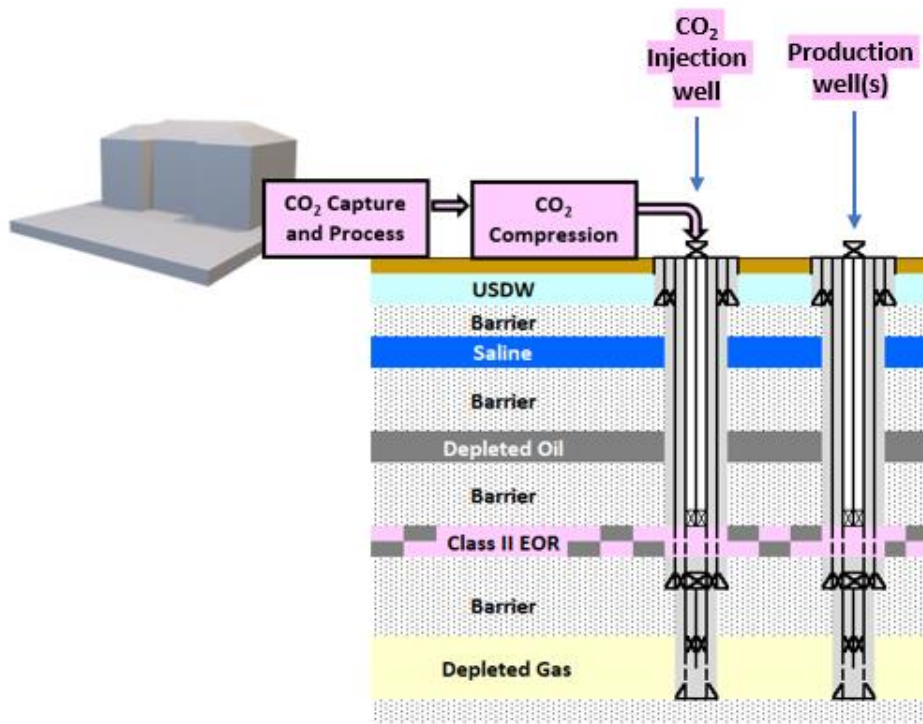 CO₂
Injection
well
Production
well(s)
CO₂ Capture
and Process
CO₂
Compression
USDW
Barrier
Saline
Barrier
Depleted Oil
Barrier
Class II EOR
Barrier
Depleted Gas